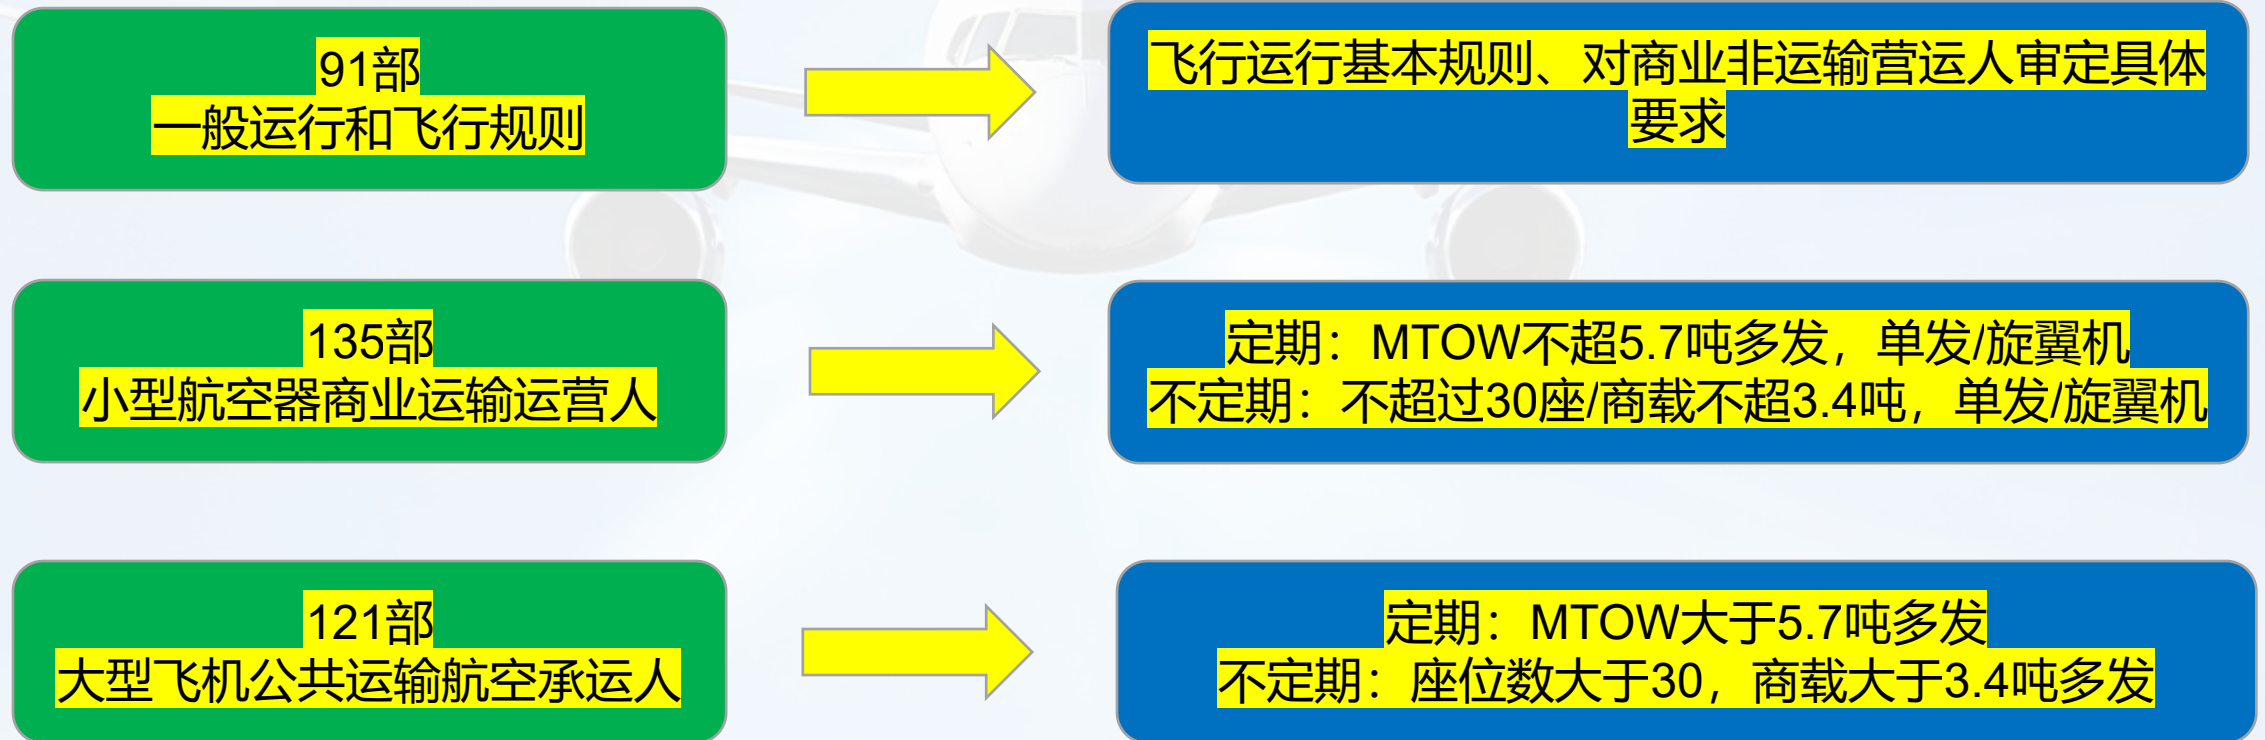 91部
一般运行和飞行规则
飞行运行基本规则、对商业非运输营运人审定具体
要求
135部
小型航空器商业运输运营人
定期：MTOW不超5.7吨多发，单发/旋翼机
不定期：不超过30座/商载不超3.4吨，单发/旋翼机
121部
大型飞机公共运输航空承运人
定期：MTOW大于5.7吨多发
不定期：座位数大于30，商载大于3.4吨多发